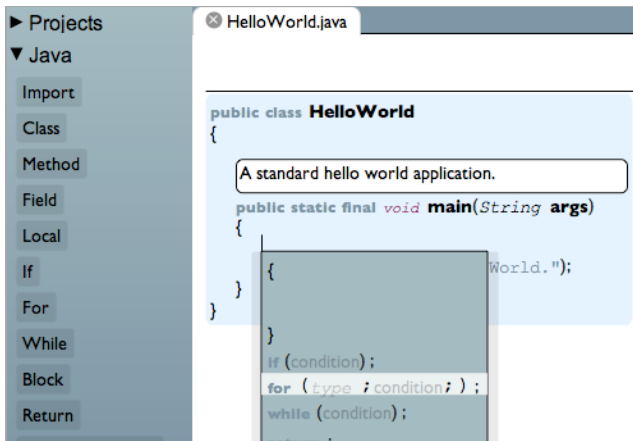 ▶ Projects
▼ Java
Import
Class
Method
Field
Local
If
For
While
Block
Return
HelloWorld.java
public class HelloWorld
{
A standard hello world application.
public static final void main(String args)
{
World.");
}
}
{
}
if (condition) ;
for ( type ;condition; ) ;
while (condition) ;